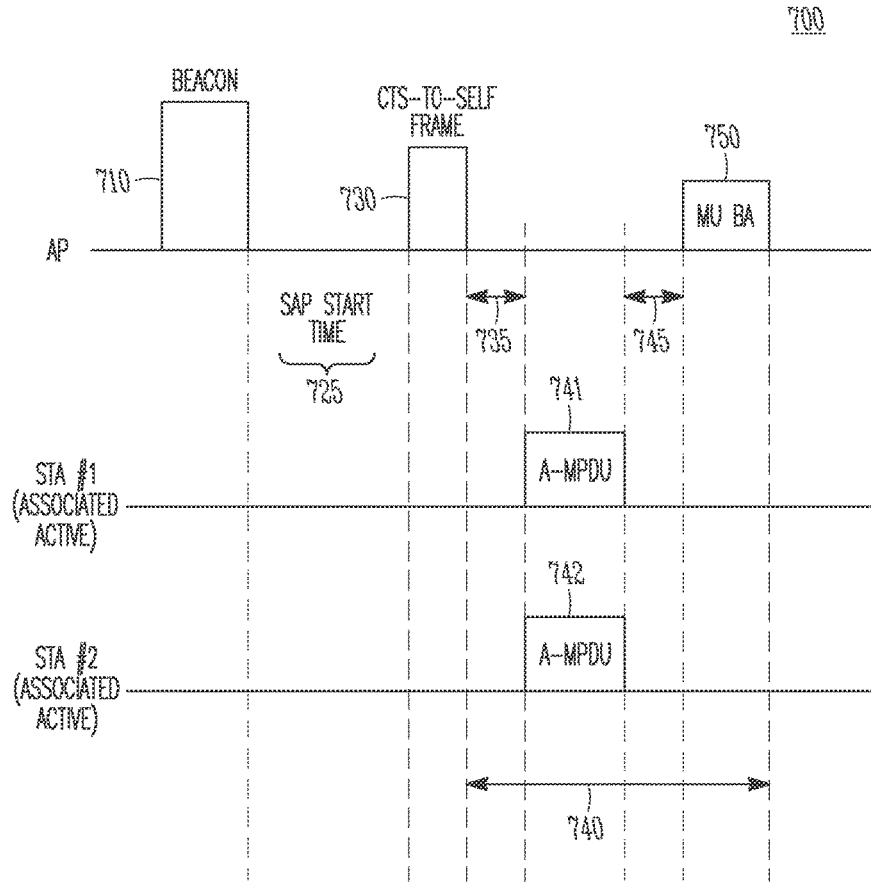 700
BEACON
CTS-TO-SELF
FRAME
710
730
750
MU BA
AP
SAP START
TIME
725
735
745
741
A-MPDU
STA #1
(ASSOCIATED
ACTIVE)
742
A-MPDU
STA #2
(ASSOCIATED
ACTIVE)
740